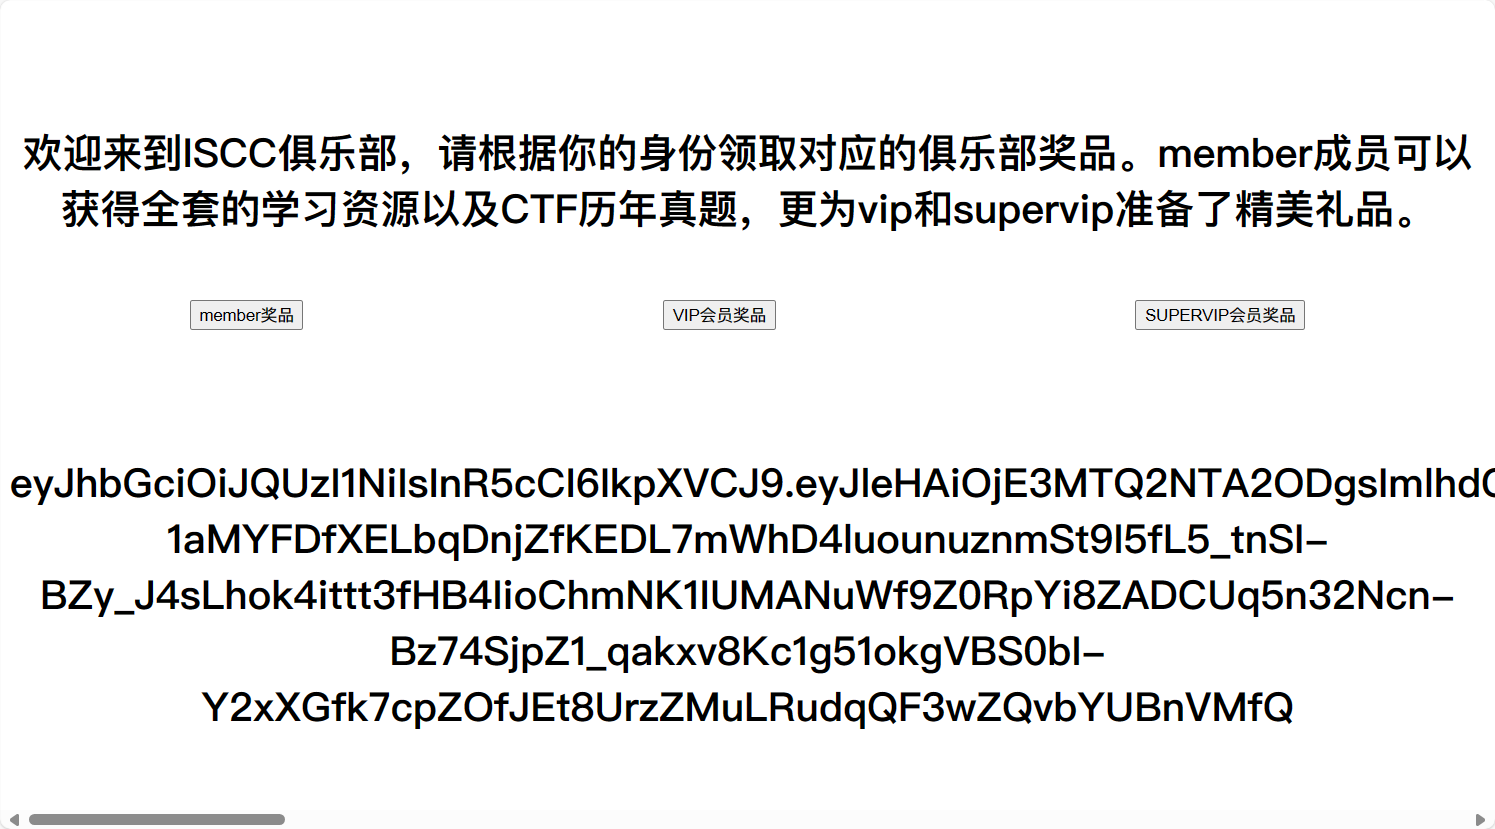 欢迎来到ISCC俱乐部，请根据你的身份领取对应的俱乐部奖品。member成员可以
获得全套的学习资源以及CTF历年真题，更为vip和supervip准备了精美礼品。
member奖品
VIP会员奖品
SUPERVIP会员奖品
eyJhbGciOiJQUzI1NiIsInR5cCI6IkpXVCJ9.eyJleHAiOjE3MTQ2NTA2ODgsImlhdC
1aMYFDfXELbqDnjZfKEDL7mWhD4luounuznmSt9I5fL5_tnSI-
BZy_J4sLhok4ittt3fHB4lioChmNK1lUMANuWf9Z0RpYi8ZADCUq5n32Ncn-
Bz74SjpZ1_qakxv8Kc1g51okgVBS0bI-
Y2xXGfk7cpZOfJEt8UrzZMuLRudqQF3wZQvbYUBnVMfQ